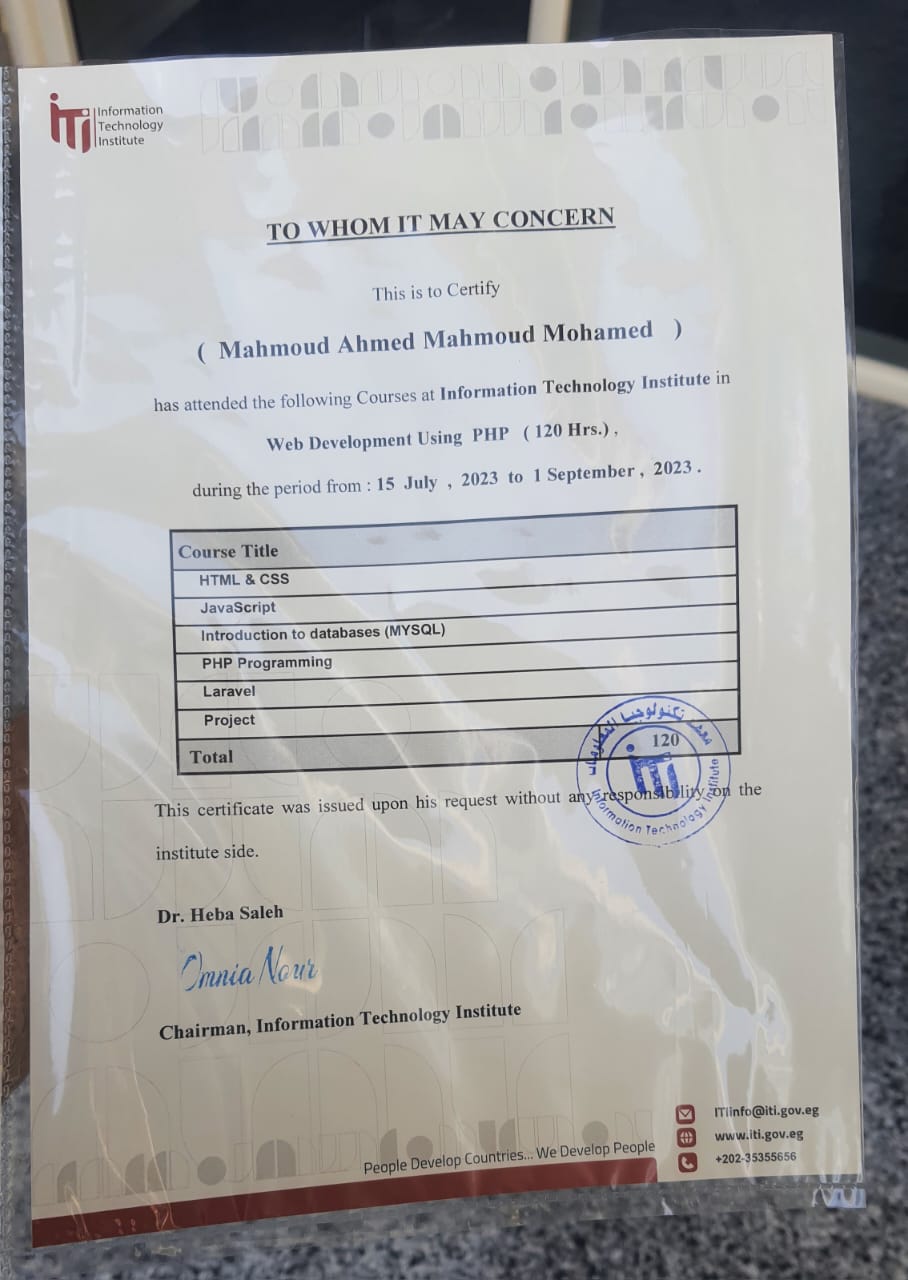 iTi
Information
Technology
Institute
TO WHOM IT MAY CONCERN
This is to Certify
( Mahmoud Ahmed Mahmoud Mohamed )
has attended the following Courses at Information Technology Institute in
Web Development Using PHP ( 120 Hrs.) ,
during the period from : 15 July , 2023 to 1 September , 2023 .
Course Title
HTML & CSS
JavaScript
Introduction to databases (MYSQL)
PHP Programming
Laravel
Project
Total 120
معهد تكنولوجيا المعلومات
iTi
Information Technology Institute
This certificate was issued upon his request without any responsibility on the
institute side.
Dr. Heba Saleh
Omnia Nour
Chairman, Information Technology Institute
People Develop Countries... We Develop People
ITIinfo@iti.gov.eg
www.iti.gov.eg
+202-35355656